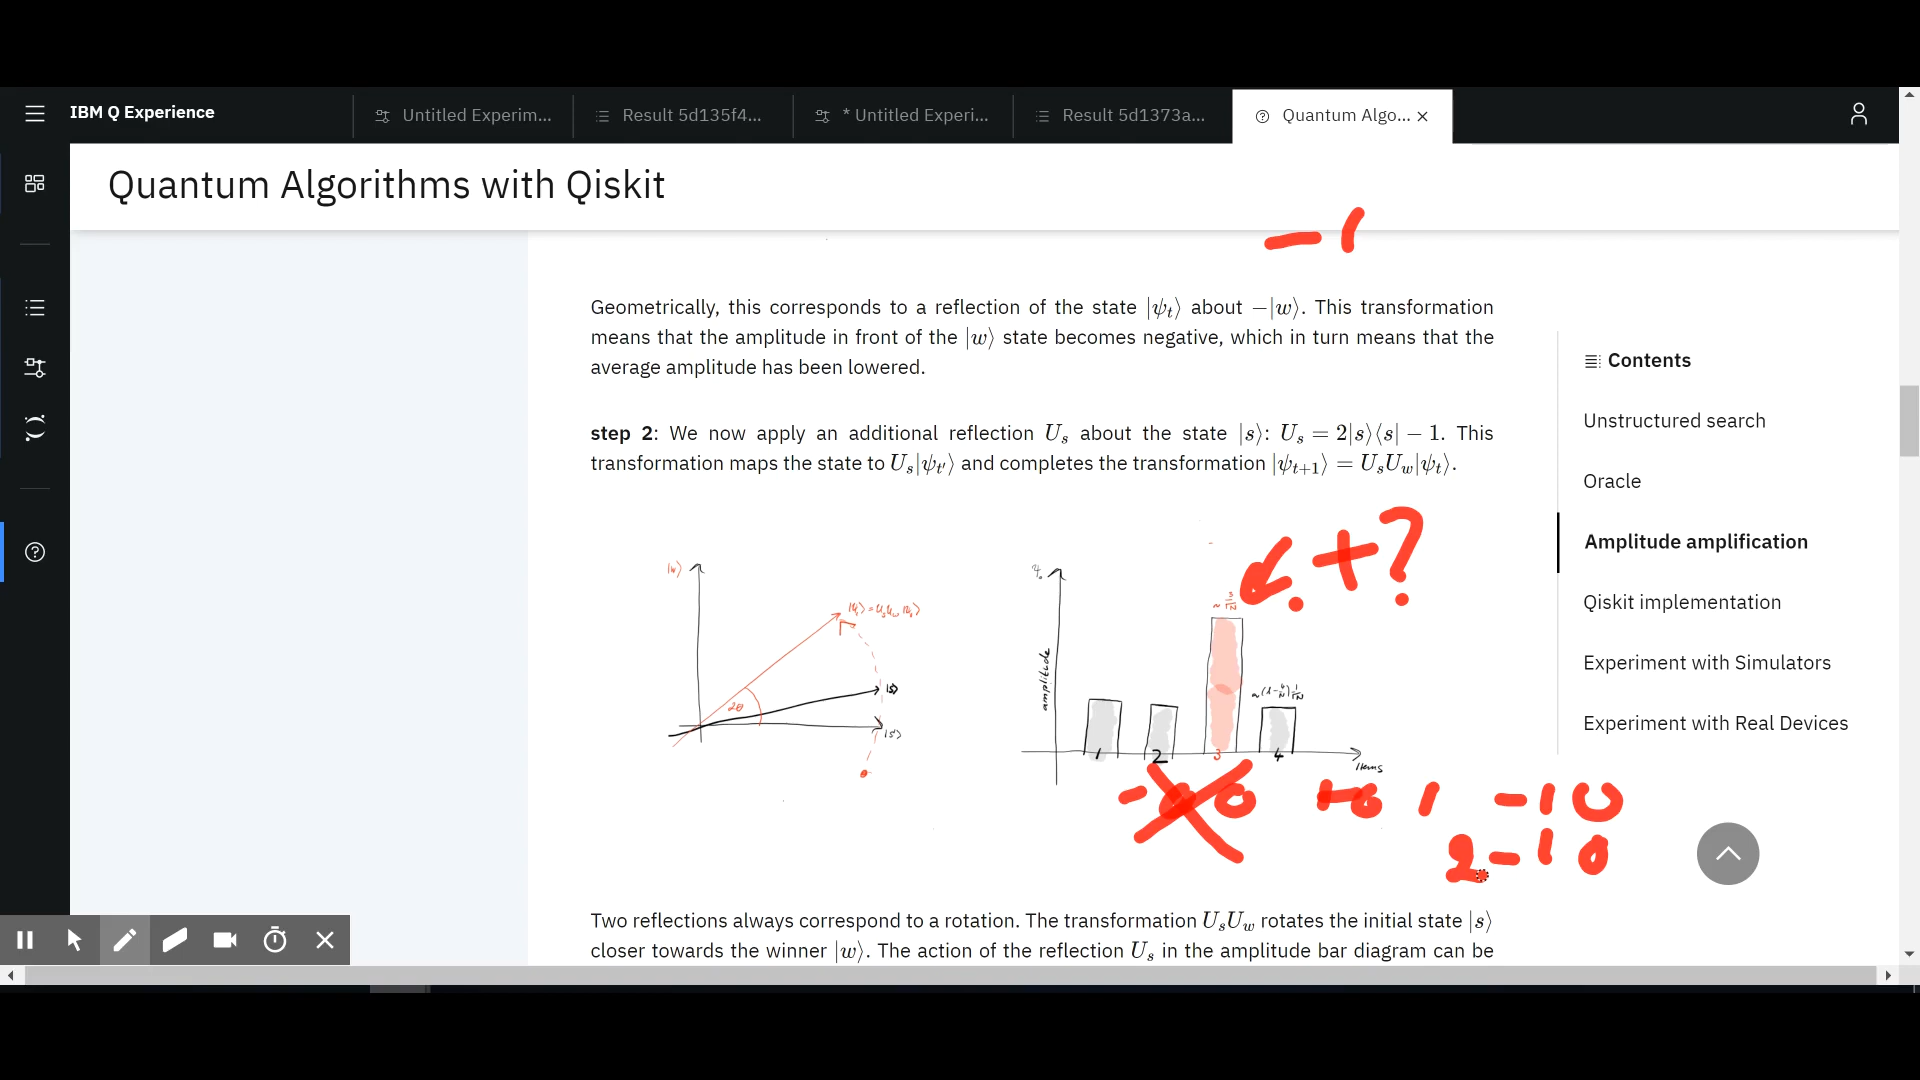 IBM Q Experience
Untitled Experim...
Result 5d135f4...
* Untitled Experi...
Result 5d1373a...
Quantum Algo...
Quantum Algorithms with Qiskit
– 1
Geometrically, this corresponds to a reflection of the state |ψₜ⟩ about −|w⟩. This transformation
means that the amplitude in front of the |w⟩ state becomes negative, which in turn means that the
average amplitude has been lowered.
step 2: We now apply an additional reflection Uₛ about the state |s⟩: Uₛ = 2|s⟩⟨s| − 1. This
transformation maps the state to Uₛ|ψₜ′⟩ and completes the transformation |ψₜ₊₁⟩ = UₛU_w|ψₜ⟩.
+?
|w⟩
2θ
|s⟩
|s'⟩
amplitude
~ 3/√N
1
2
3
4
items
1 -10
2-10
Two reflections always correspond to a rotation. The transformation UₛU_w rotates the initial state |s⟩
closer towards the winner |w⟩. The action of the reflection Uₛ in the amplitude bar diagram can be
Contents
Unstructured search
Oracle
Amplitude amplification
Qiskit implementation
Experiment with Simulators
Experiment with Real Devices